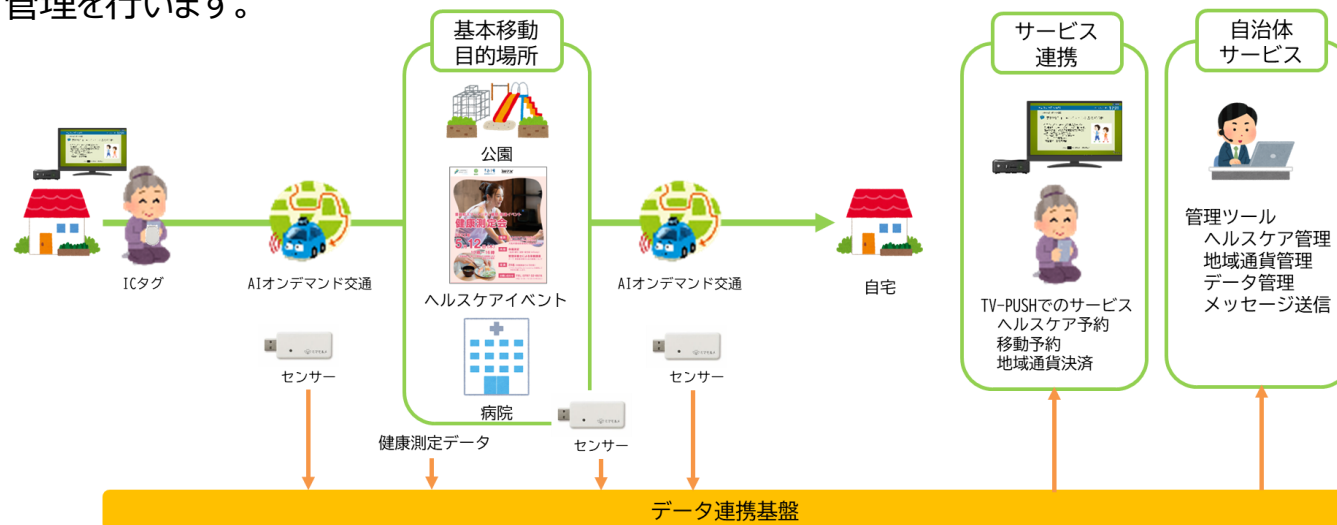 管理を行います。
基本移動
目的場所
サービス
連携
自治体
サービス
公園
健康測定会
ヘルスケアイベント
病院
ICタグ
AIオンデマンド交通
AIオンデマンド交通
自宅
センサー
センサー
センサー
健康測定データ
TV-PUSHでのサービス
ヘルスケア予約
移動予約
地域通貨決済
管理ツール
ヘルスケア管理
地域通貨管理
データ管理
メッセージ送信
データ連携基盤